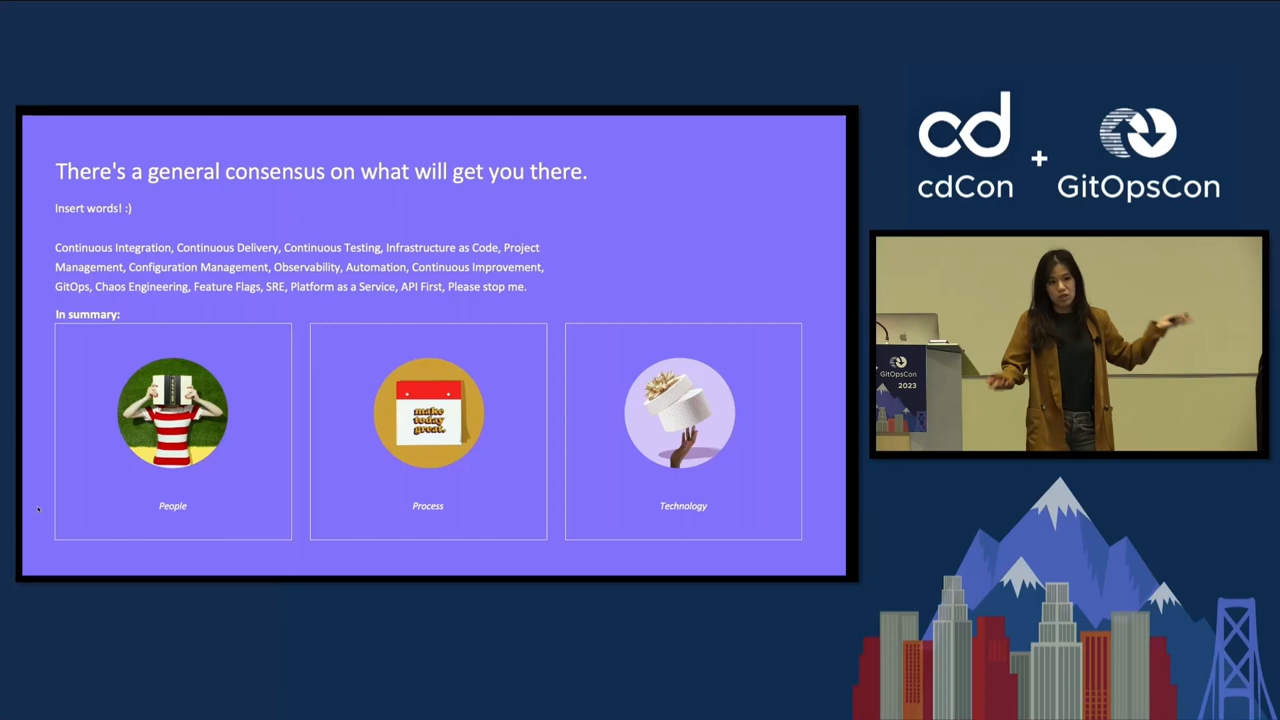 There's a general consensus on what will get you there.
Insert words! :)
Continuous Integration, Continuous Delivery, Continuous Testing, Infrastructure as Code, Project
Management, Configuration Management, Observability, Automation, Continuous Improvement,
GitOps, Chaos Engineering, Feature Flags, SRE, Platform as a Service, API First, Please stop me.
In summary:
make
today
great.
People
Process
Technology
cd
cdCon
+
GitOpsCon
GitOpsCon
2023